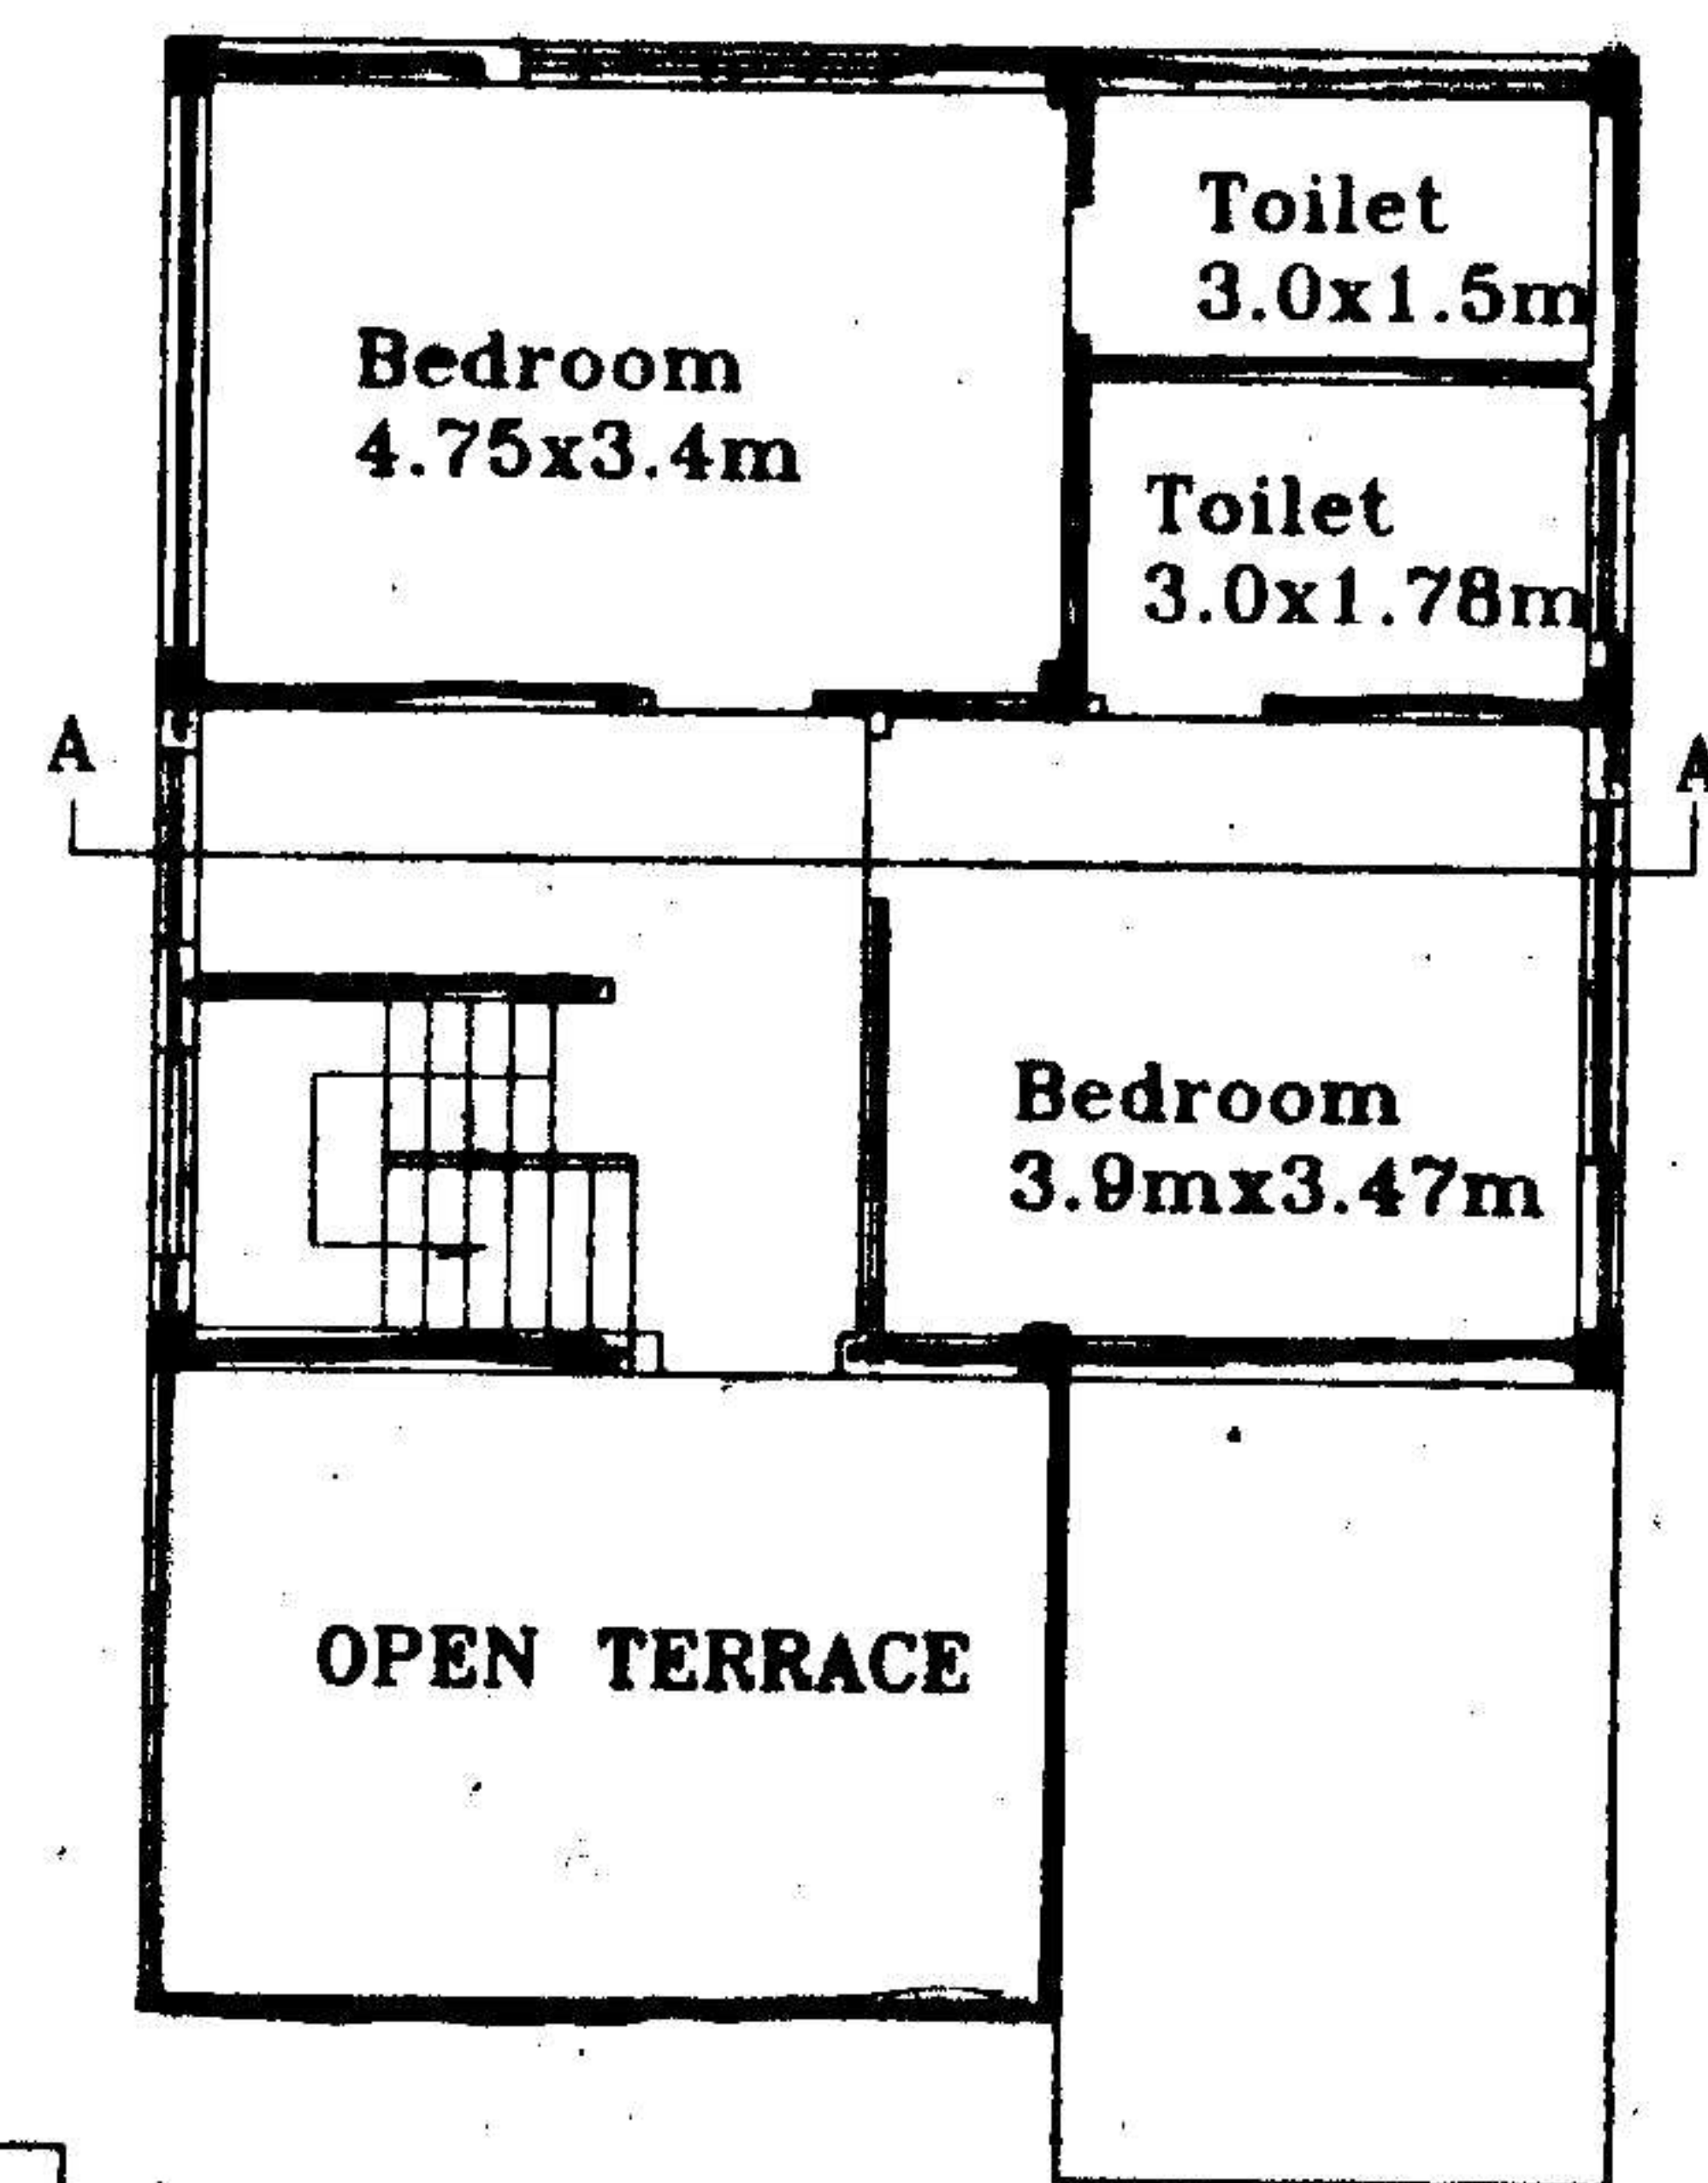 Toilet
3.0x1.5m
Bedroom
4.75x3.4m
Toilet
3.0x1.78m
A
A
Bedroom
3.9mx3.47m
OPEN TERRACE